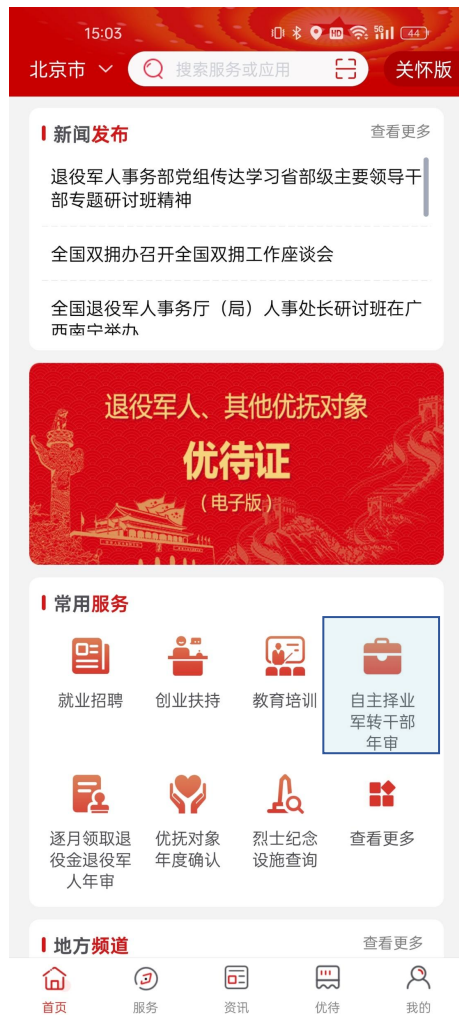 15:03
HD 5G 44
北京市
搜索服务或应用
关怀版
新闻发布
查看更多
退役军人事务部党组传达学习省部级主要领导干
部专题研讨班精神
全国双拥办召开全国双拥工作座谈会
全国退役军人事务厅（局）人事处长研讨班在广
西南宁举办
退役军人、其他优抚对象
优待证
（电子版）
常用服务
就业招聘
创业扶持
教育培训
自主择业
军转干部
年审
逐月领取退
役金退役军
人年审
优抚对象
年度确认
烈士纪念
设施查询
查看更多
地方频道
查看更多
首页
服务
资讯
优待
我的